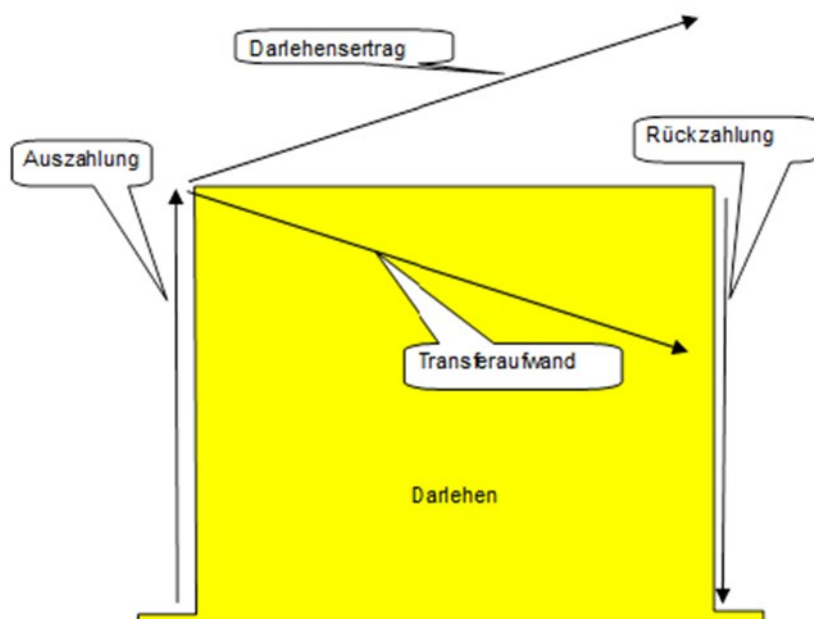 Darlehensertrag
Auszahlung
Rückzahlung
Transferaufwand
Darlehen